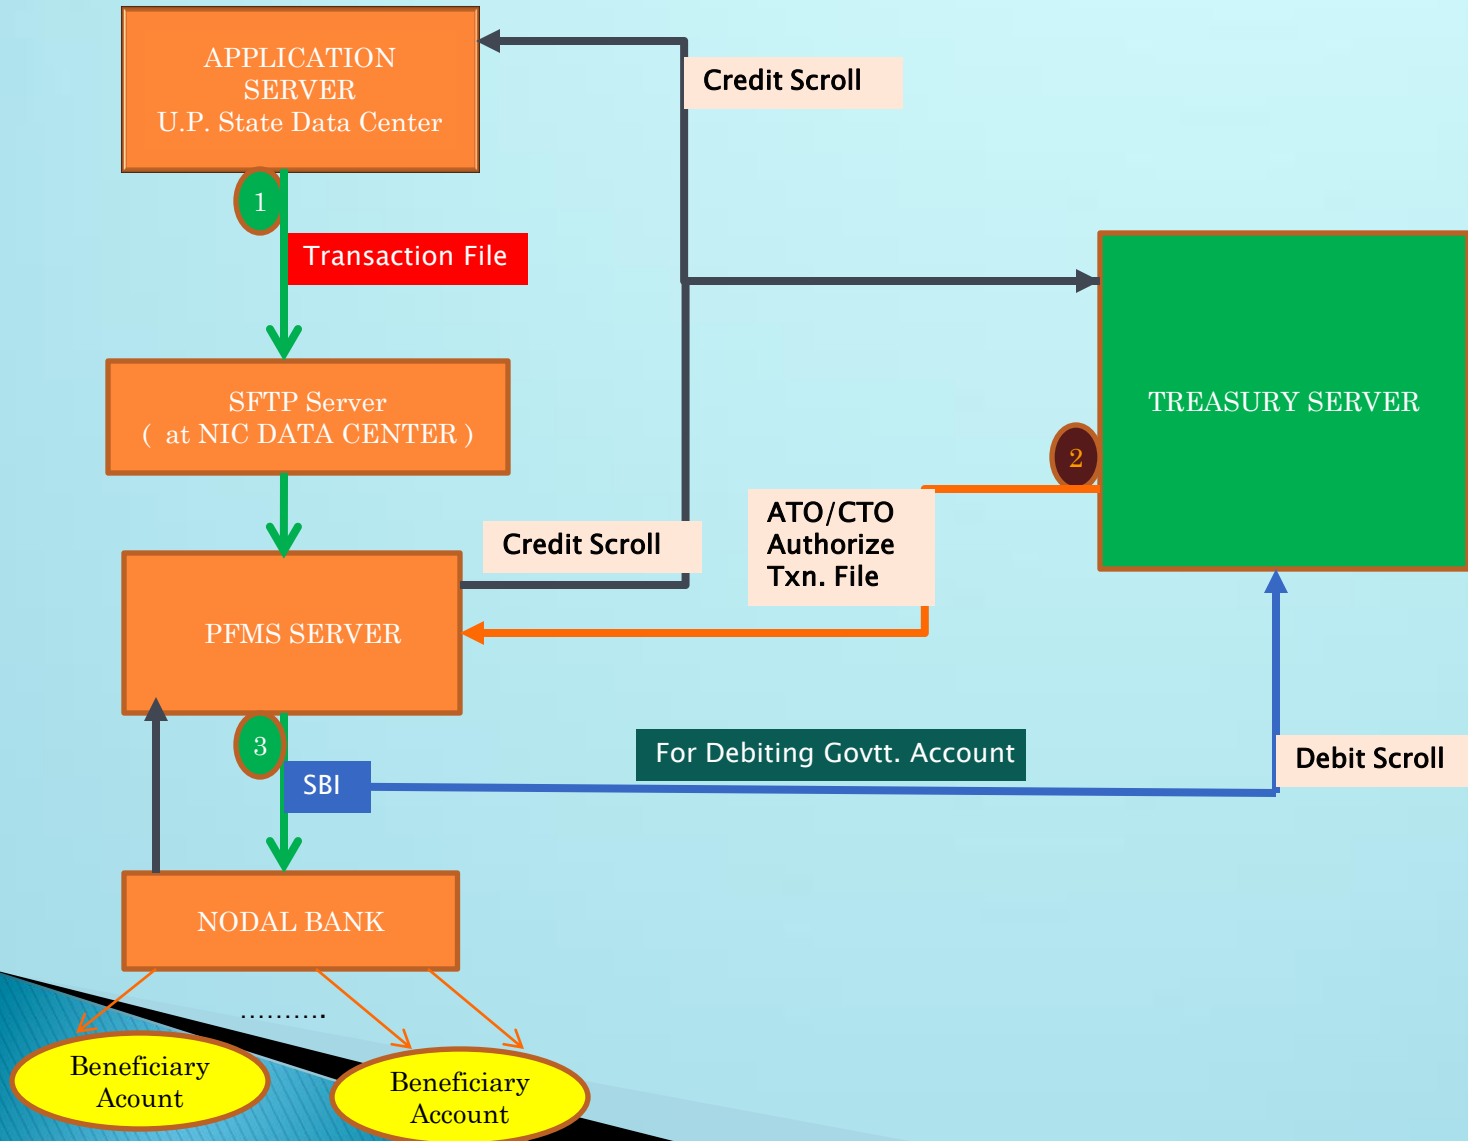 APPLICATION
SERVER
U.P. State Data Center
Credit Scroll
1
Transaction File
SFTP Server
( at NIC DATA CENTER )
TREASURY SERVER
2
ATO/CTO
Authorize
Txn. File
Credit Scroll
PFMS SERVER
3
SBI
For Debiting Govtt. Account
Debit Scroll
NODAL BANK
..........
Beneficiary
Acount
Beneficiary
Account